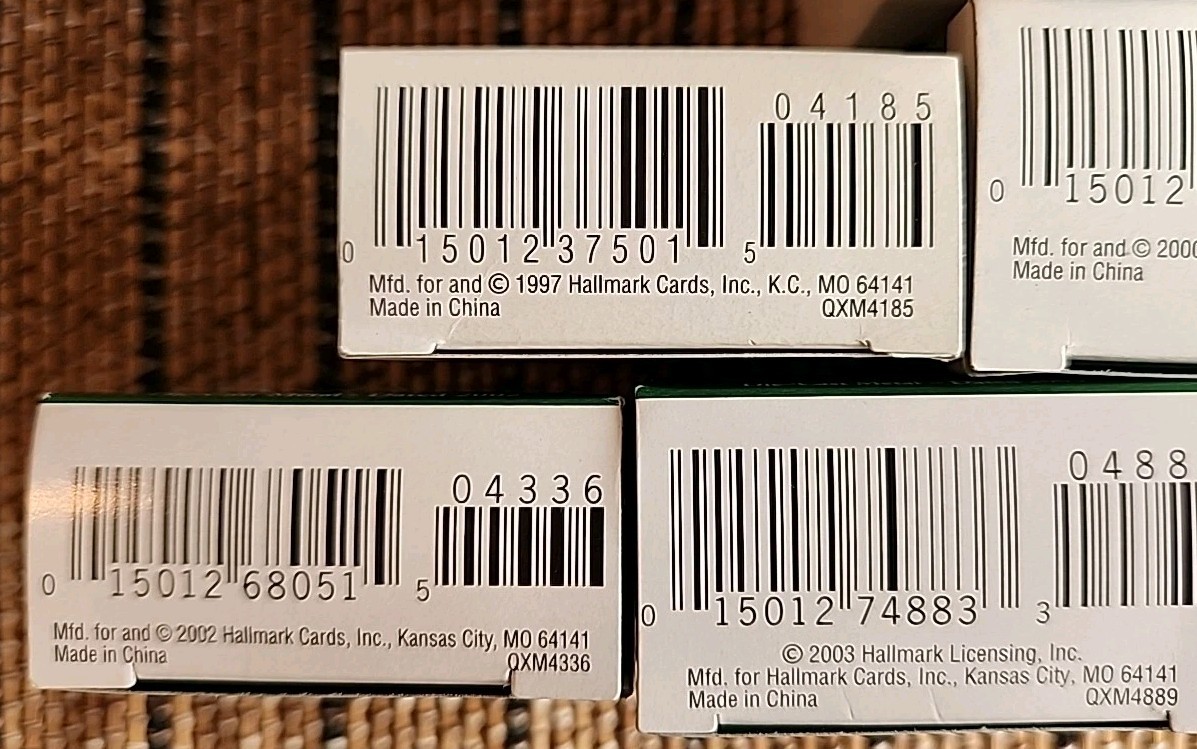 04185
0 15012 37501 5
Mfd. for and © 1997 Hallmark Cards, Inc., K.C., MO 64141
Made in China QXM4185
0 15012
Mfd. for and © 200
Made in China
04336
0 15012 68051 5
Mfd. for and © 2002 Hallmark Cards, Inc., Kansas City, MO 64141
Made in China
QXM4336
0488
0 15012 74883 3
© 2003 Hallmark Licensing, Inc.
Mfd. for Hallmark Cards, Inc., Kansas City, MO 64141
Made in China QXM4889